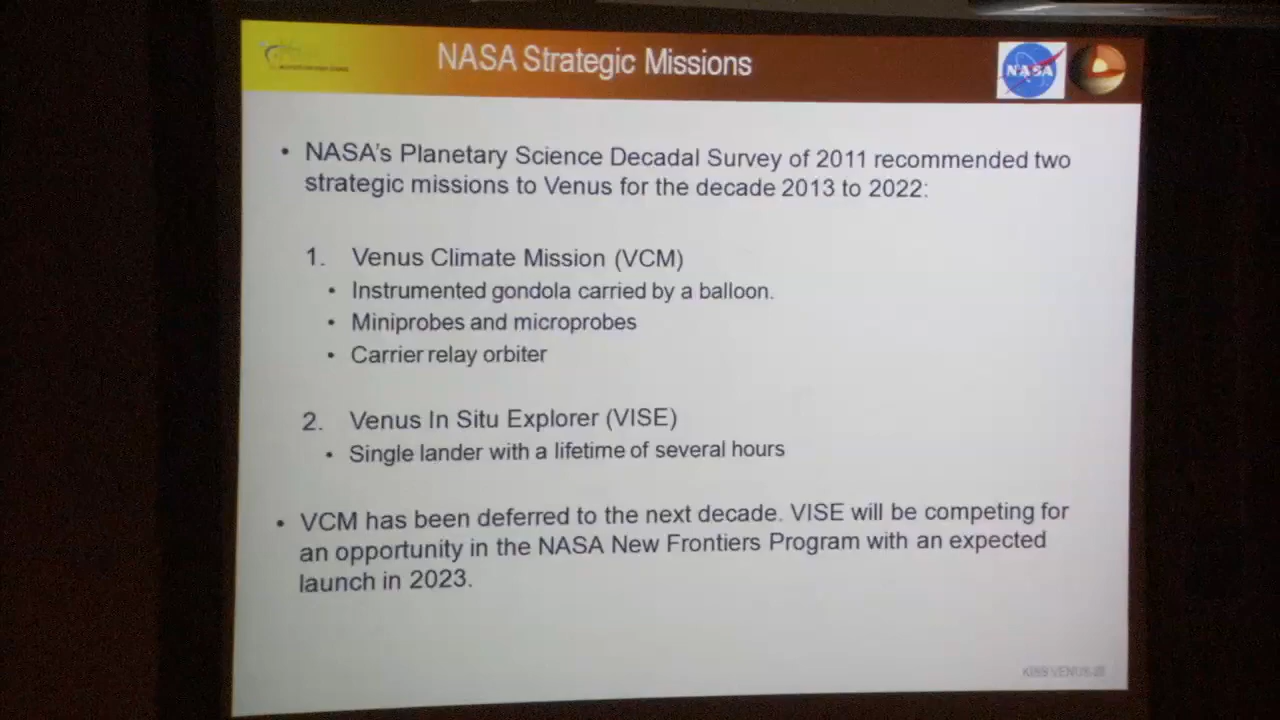 NASA Strategic Missions
NASA
• NASA's Planetary Science Decadal Survey of 2011 recommended two
strategic missions to Venus for the decade 2013 to 2022:
1. Venus Climate Mission (VCM)
• Instrumented gondola carried by a balloon.
• Miniprobes and microprobes
• Carrier relay orbiter
2. Venus In Situ Explorer (VISE)
• Single lander with a lifetime of several hours
• VCM has been deferred to the next decade. VISE will be competing for
an opportunity in the NASA New Frontiers Program with an expected
launch in 2023.
KISS VENUS